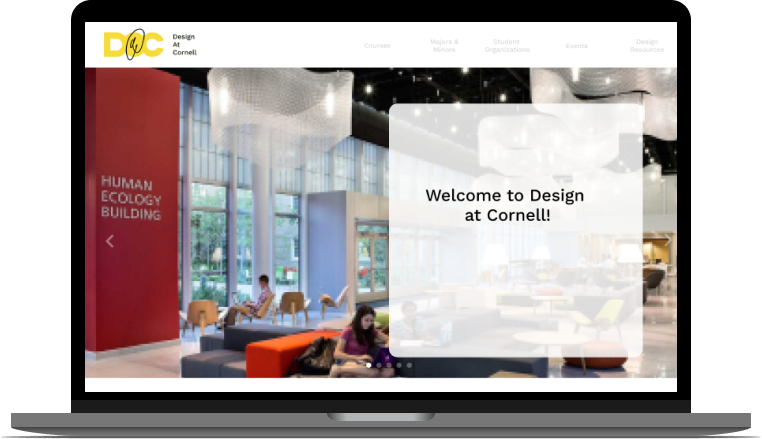 D@C
Design
At
Cornell
Courses
Majors &
Minors
Student
Organizations
Events
Design
Resources
HUMAN
ECOLOGY
BUILDING
Welcome to Design
at Cornell!